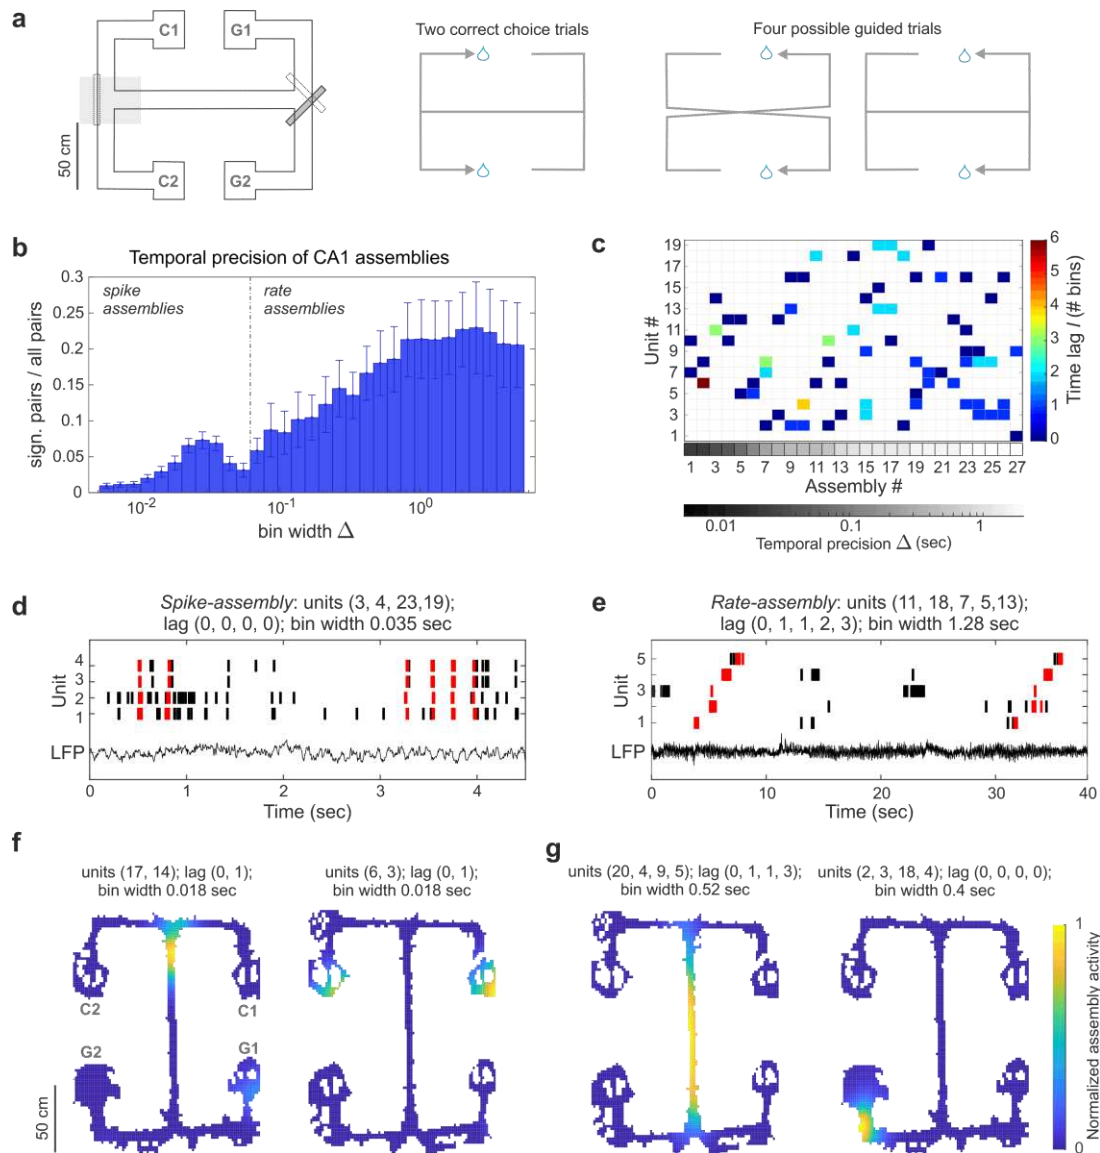 a
C1
G1
C2
G2
50 cm
Two correct choice trials
Four possible guided trials
b
Temporal precision of CA1 assemblies
spike
assemblies
rate
assemblies
sign. pairs / all pairs
0.3
0.25
0.2
0.15
0.1
0.05
0
10⁻²
10⁻¹
10⁰
bin width Δ
c
Unit #
19
17
15
13
11
9
7
5
3
1
1 3 5 7 9 11 13 15 17 19 21 23 25 27
Assembly #
0.01 0.1 1
Temporal precision Δ (sec)
6
5
4
3
2
1
0
Time lag l (# bins)
d
Spike-assembly: units (3, 4, 23,19);
lag (0, 0, 0, 0); bin width 0.035 sec
Unit
4
3
2
1
LFP
0 1 2 3 4
Time (sec)
e
Rate-assembly: units (11, 18, 7, 5,13);
lag (0, 1, 1, 2, 3); bin width 1.28 sec
Unit
5
3
1
LFP
0 10 20 30 40
Time (sec)
f
units (17, 14); lag (0, 1);
bin width 0.018 sec
units (6, 3); lag (0, 1);
bin width 0.018 sec
C2
C1
G2
G1
50 cm
g
units (20, 4, 9, 5); lag (0, 1, 1, 3);
bin width 0.52 sec
units (2, 3, 18, 4); lag (0, 0, 0, 0);
bin width 0.4 sec
1
0
Normalized assembly activity